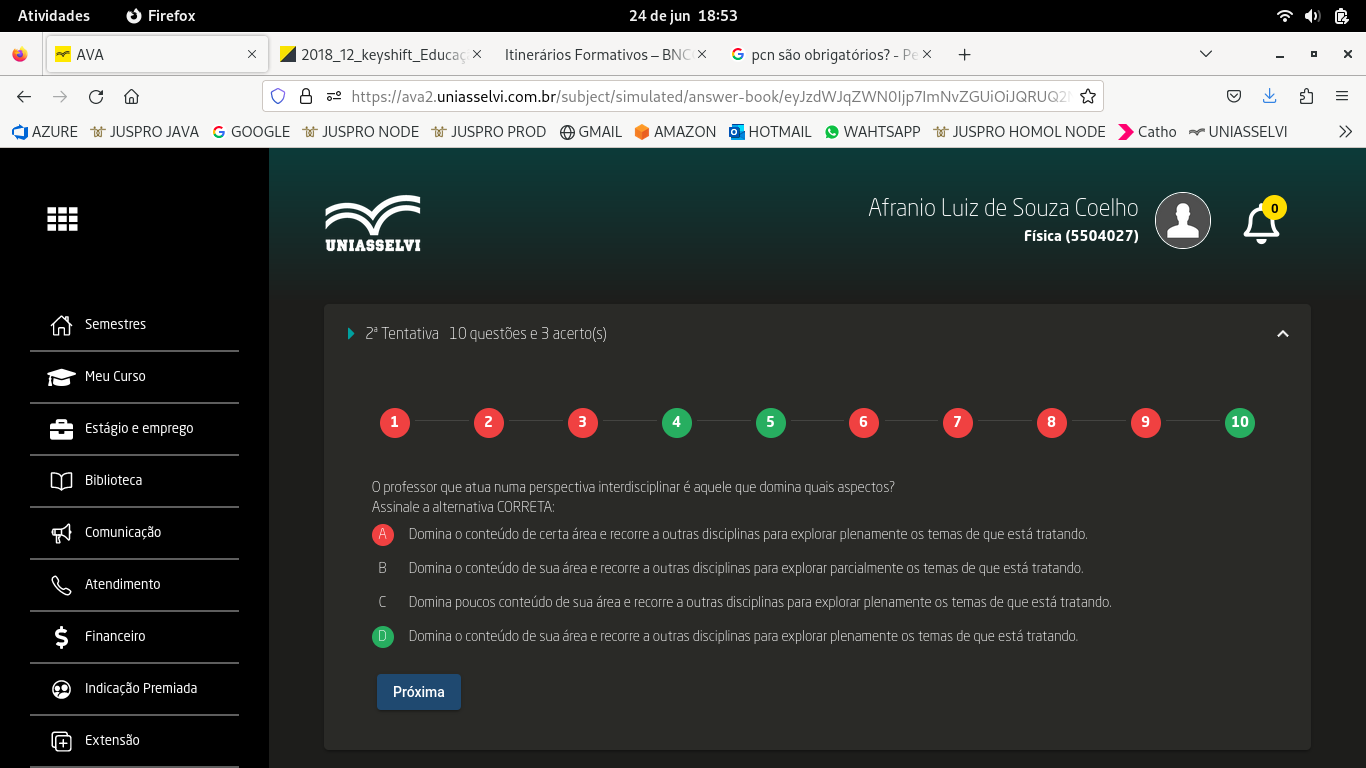 Atividades Firefox 24 de jun 18:53
AVA 2018_12_keyshift_Educaç Itinerários Formativos – BNC pcn são obrigatórios? - Pe
https://ava2.uniasselvi.com.br/subject/simulated/answer-book/eyJzdWJqZWN0Ijp7ImNvZGUiOiJQRUQ2
AZURE JUSPRO JAVA GOOGLE JUSPRO NODE JUSPRO PROD GMAIL AMAZON HOTMAIL WAHTSAPP JUSPRO HOMOL NODE Catho UNIASSELVI
UNIASSELVI
Afranio Luiz de Souza Coelho
Física (5504027)
0
Semestres
Meu Curso
Estágio e emprego
Biblioteca
Comunicação
Atendimento
Financeiro
Indicação Premiada
Extensão
2ª Tentativa 10 questões e 3 acerto(s)
1 2 3 4 5 6 7 8 9 10
O professor que atua numa perspectiva interdisciplinar é aquele que domina quais aspectos?
Assinale a alternativa CORRETA:
A Domina o conteúdo de certa área e recorre a outras disciplinas para explorar plenamente os temas de que está tratando.
B Domina o conteúdo de sua área e recorre a outras disciplinas para explorar parcialmente os temas de que está tratando.
C Domina poucos conteúdo de sua área e recorre a outras disciplinas para explorar plenamente os temas de que está tratando.
D Domina o conteúdo de sua área e recorre a outras disciplinas para explorar plenamente os temas de que está tratando.
Próxima